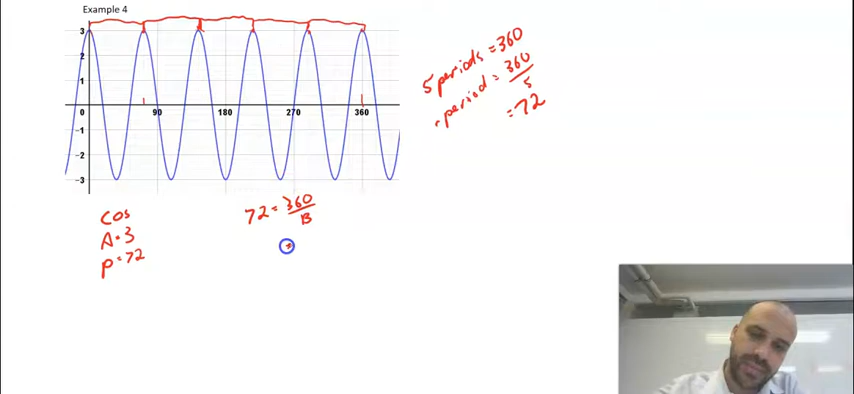 Example 4
3
2
1
0 90 180 270 360
−1
−2
−3
5 periods = 360
period = 360/5
= 72
cos
A = 3
p = 72
72 = 360/B